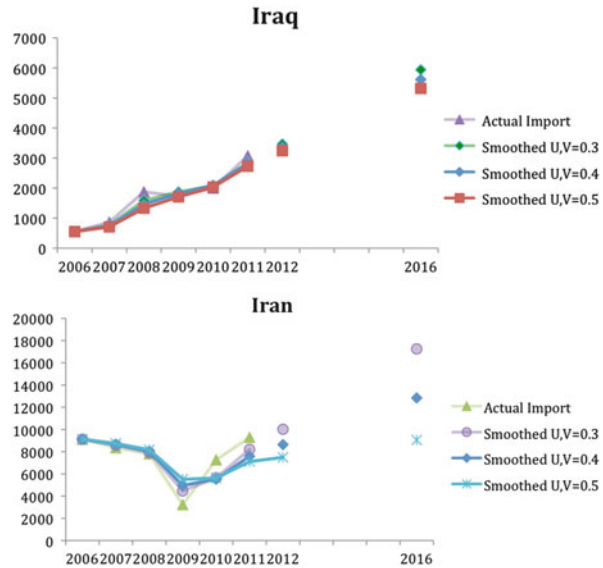 Iraq
7000
6000
5000
4000
3000
2000
1000
0
2006 2007 2008 2009 2010 2011 2012 2016
Actual Import
Smoothed U,V=0.3
Smoothed U,V=0.4
Smoothed U,V=0.5
Iran
20000
18000
16000
14000
12000
10000
8000
6000
4000
2000
0
2006 2007 2008 2009 2010 2011 2012 2016
Actual Import
Smoothed U,V=0.3
Smoothed U,V=0.4
Smoothed U,V=0.5